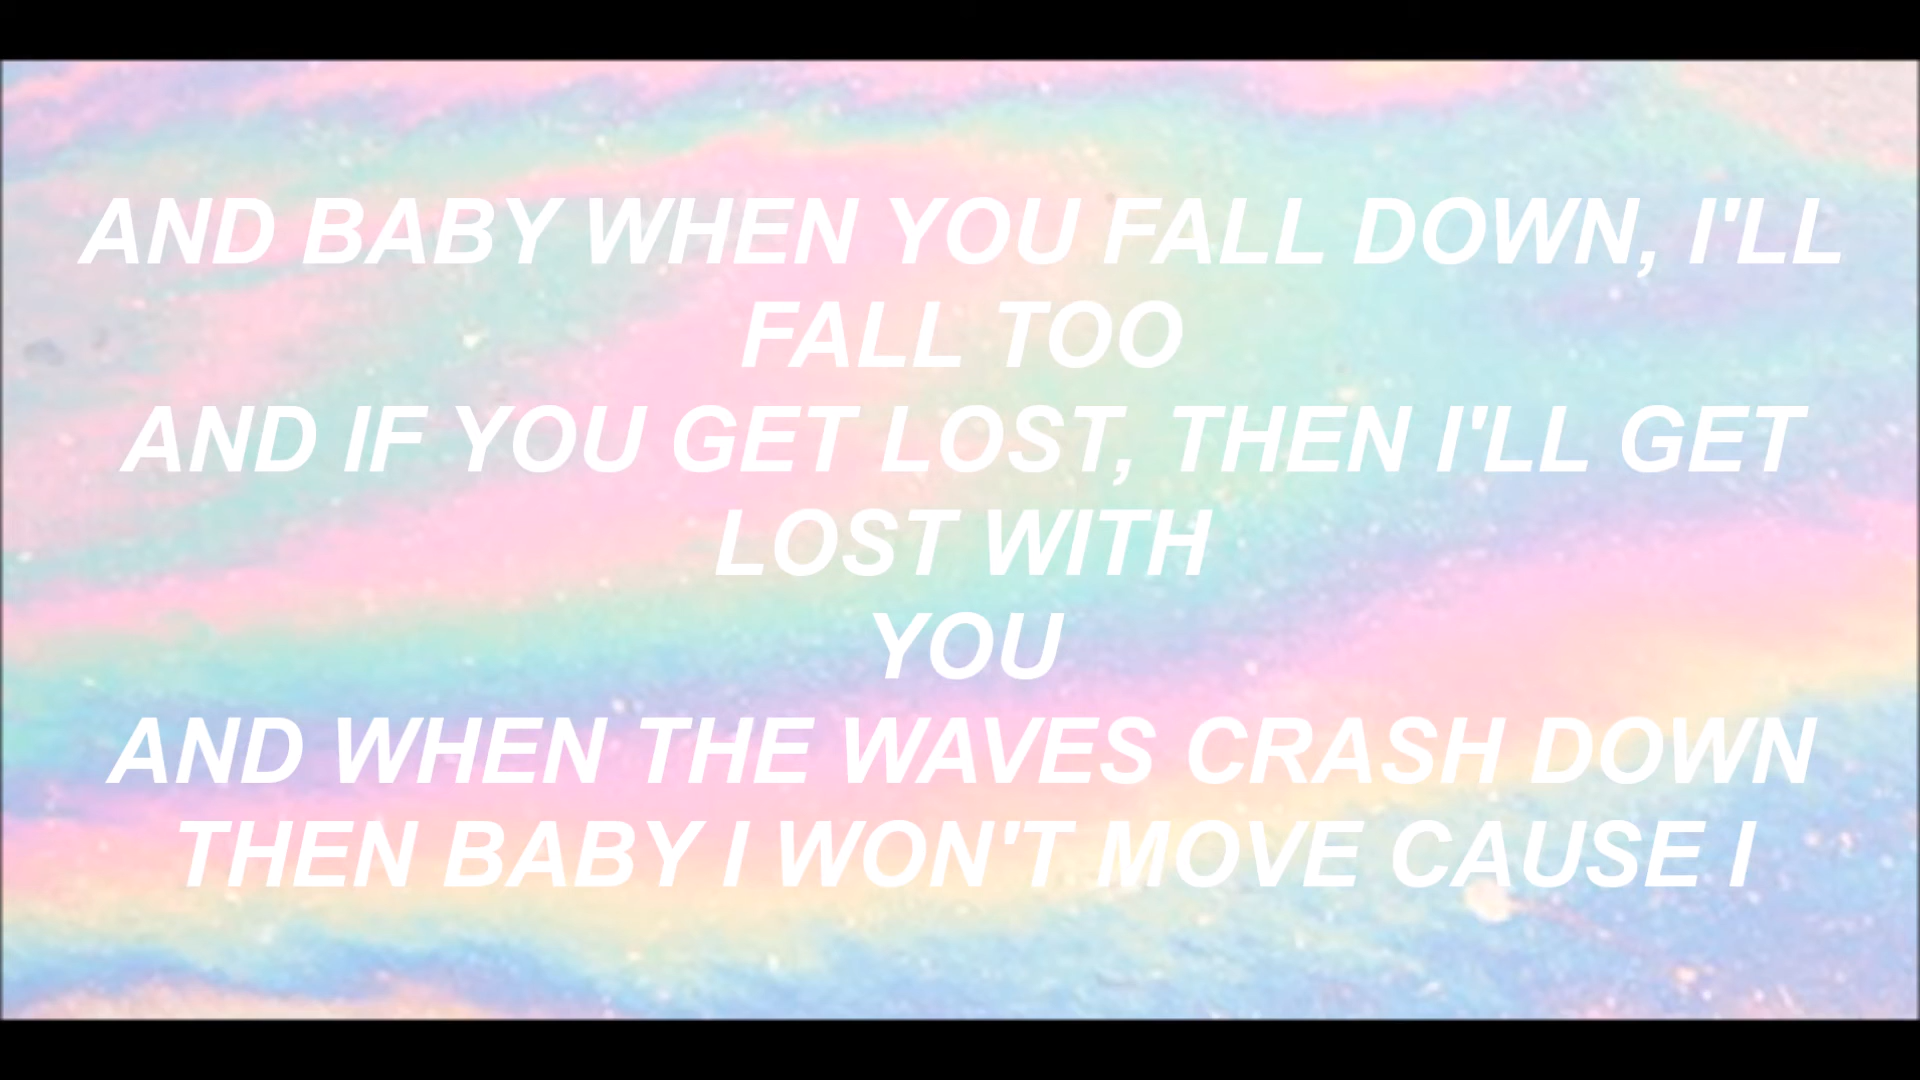 AND BABY WHEN YOU FALL DOWN, I'LL
FALL TOO
AND IF YOU GET LOST, THEN I'LL GET
LOST WITH
YOU
AND WHEN THE WAVES CRASH DOWN
THEN BABY I WON'T MOVE CAUSE I